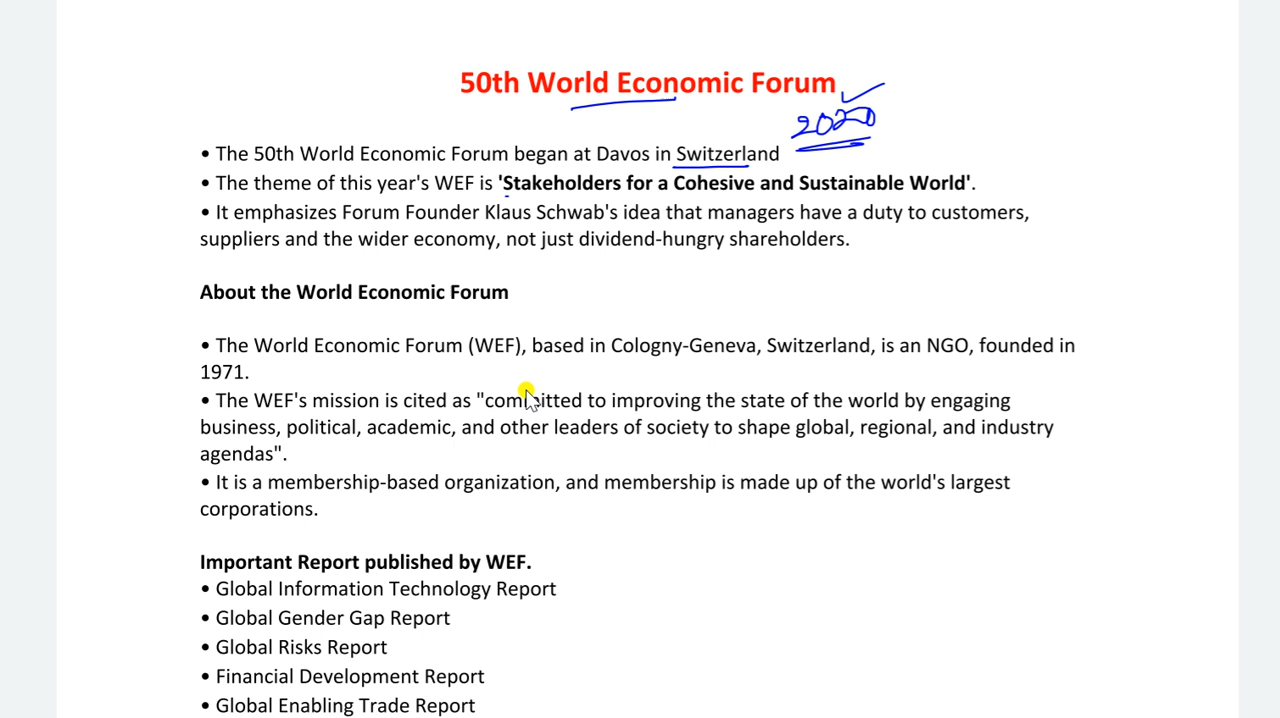 50th World Economic Forum
2020
• The 50th World Economic Forum began at Davos in Switzerland
• The theme of this year's WEF is 'Stakeholders for a Cohesive and Sustainable World'.
• It emphasizes Forum Founder Klaus Schwab's idea that managers have a duty to customers,
suppliers and the wider economy, not just dividend-hungry shareholders.
About the World Economic Forum
• The World Economic Forum (WEF), based in Cologny-Geneva, Switzerland, is an NGO, founded in
1971.
• The WEF's mission is cited as "committed to improving the state of the world by engaging
business, political, academic, and other leaders of society to shape global, regional, and industry
agendas".
• It is a membership-based organization, and membership is made up of the world's largest
corporations.
Important Report published by WEF.
• Global Information Technology Report
• Global Gender Gap Report
• Global Risks Report
• Financial Development Report
• Global Enabling Trade Report